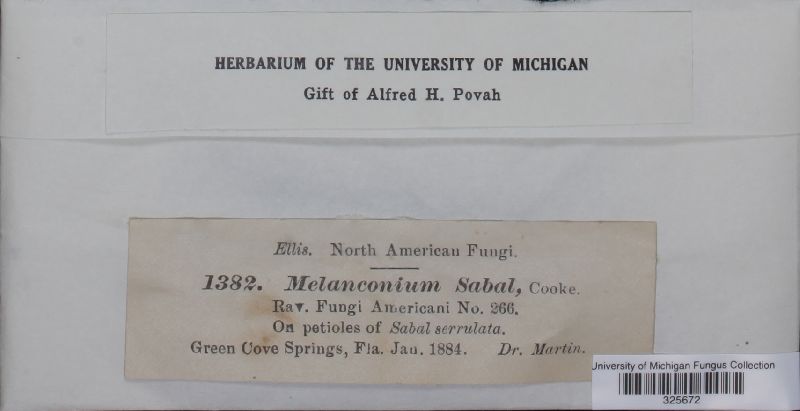 HERBARIUM OF THE UNIVERSITY OF MICHIGAN
Gift of Alfred H. Povah
Ellis. North American Fungi.
1382. Melanconium Sabal, Cooke.
Rav. Fungi Americani No. 266.
On petioles of Sabal serrulata.
Green Cove Springs, Fla. Jan. 1884. Dr. Martin.
University of Michigan Fungus Collection
325672